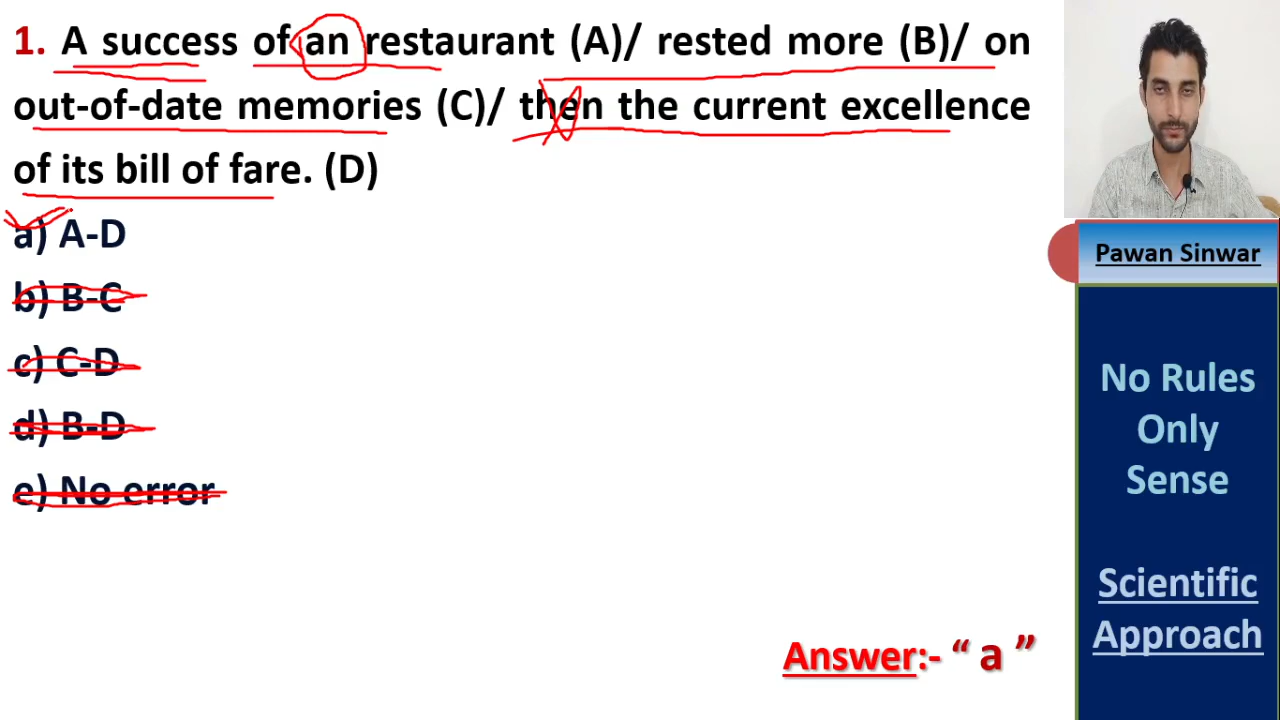 1. A success of an restaurant (A)/ rested more (B)/ on
out-of-date memories (C)/ then the current excellence
of its bill of fare. (D)
a) A-D
b) B-C
c) C-D
d) B-D
e) No error
Answer:- “ a ”
Pawan Sinwar
No Rules
Only
Sense
Scientific
Approach